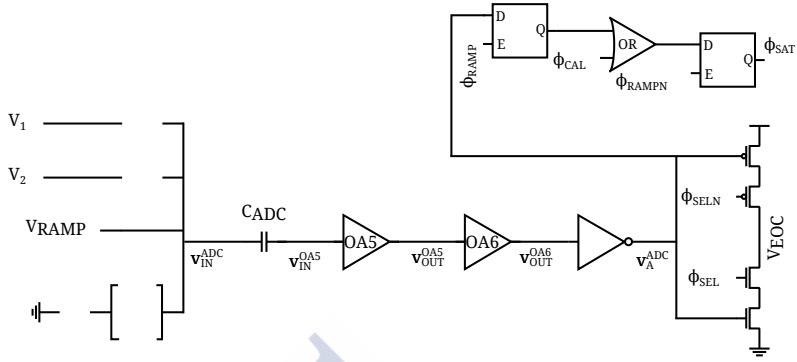 D
Q
E
ϕRAMP
ϕCAL
OR
ϕRAMPN
D
E
Q
ϕSAT
V1
V2
VRAMP
CADC
OA5
OA6
vINADC
vINOA5
vOUTOA5
vOUTOA6
vAADC
ϕSELN
ϕSEL
VEOC